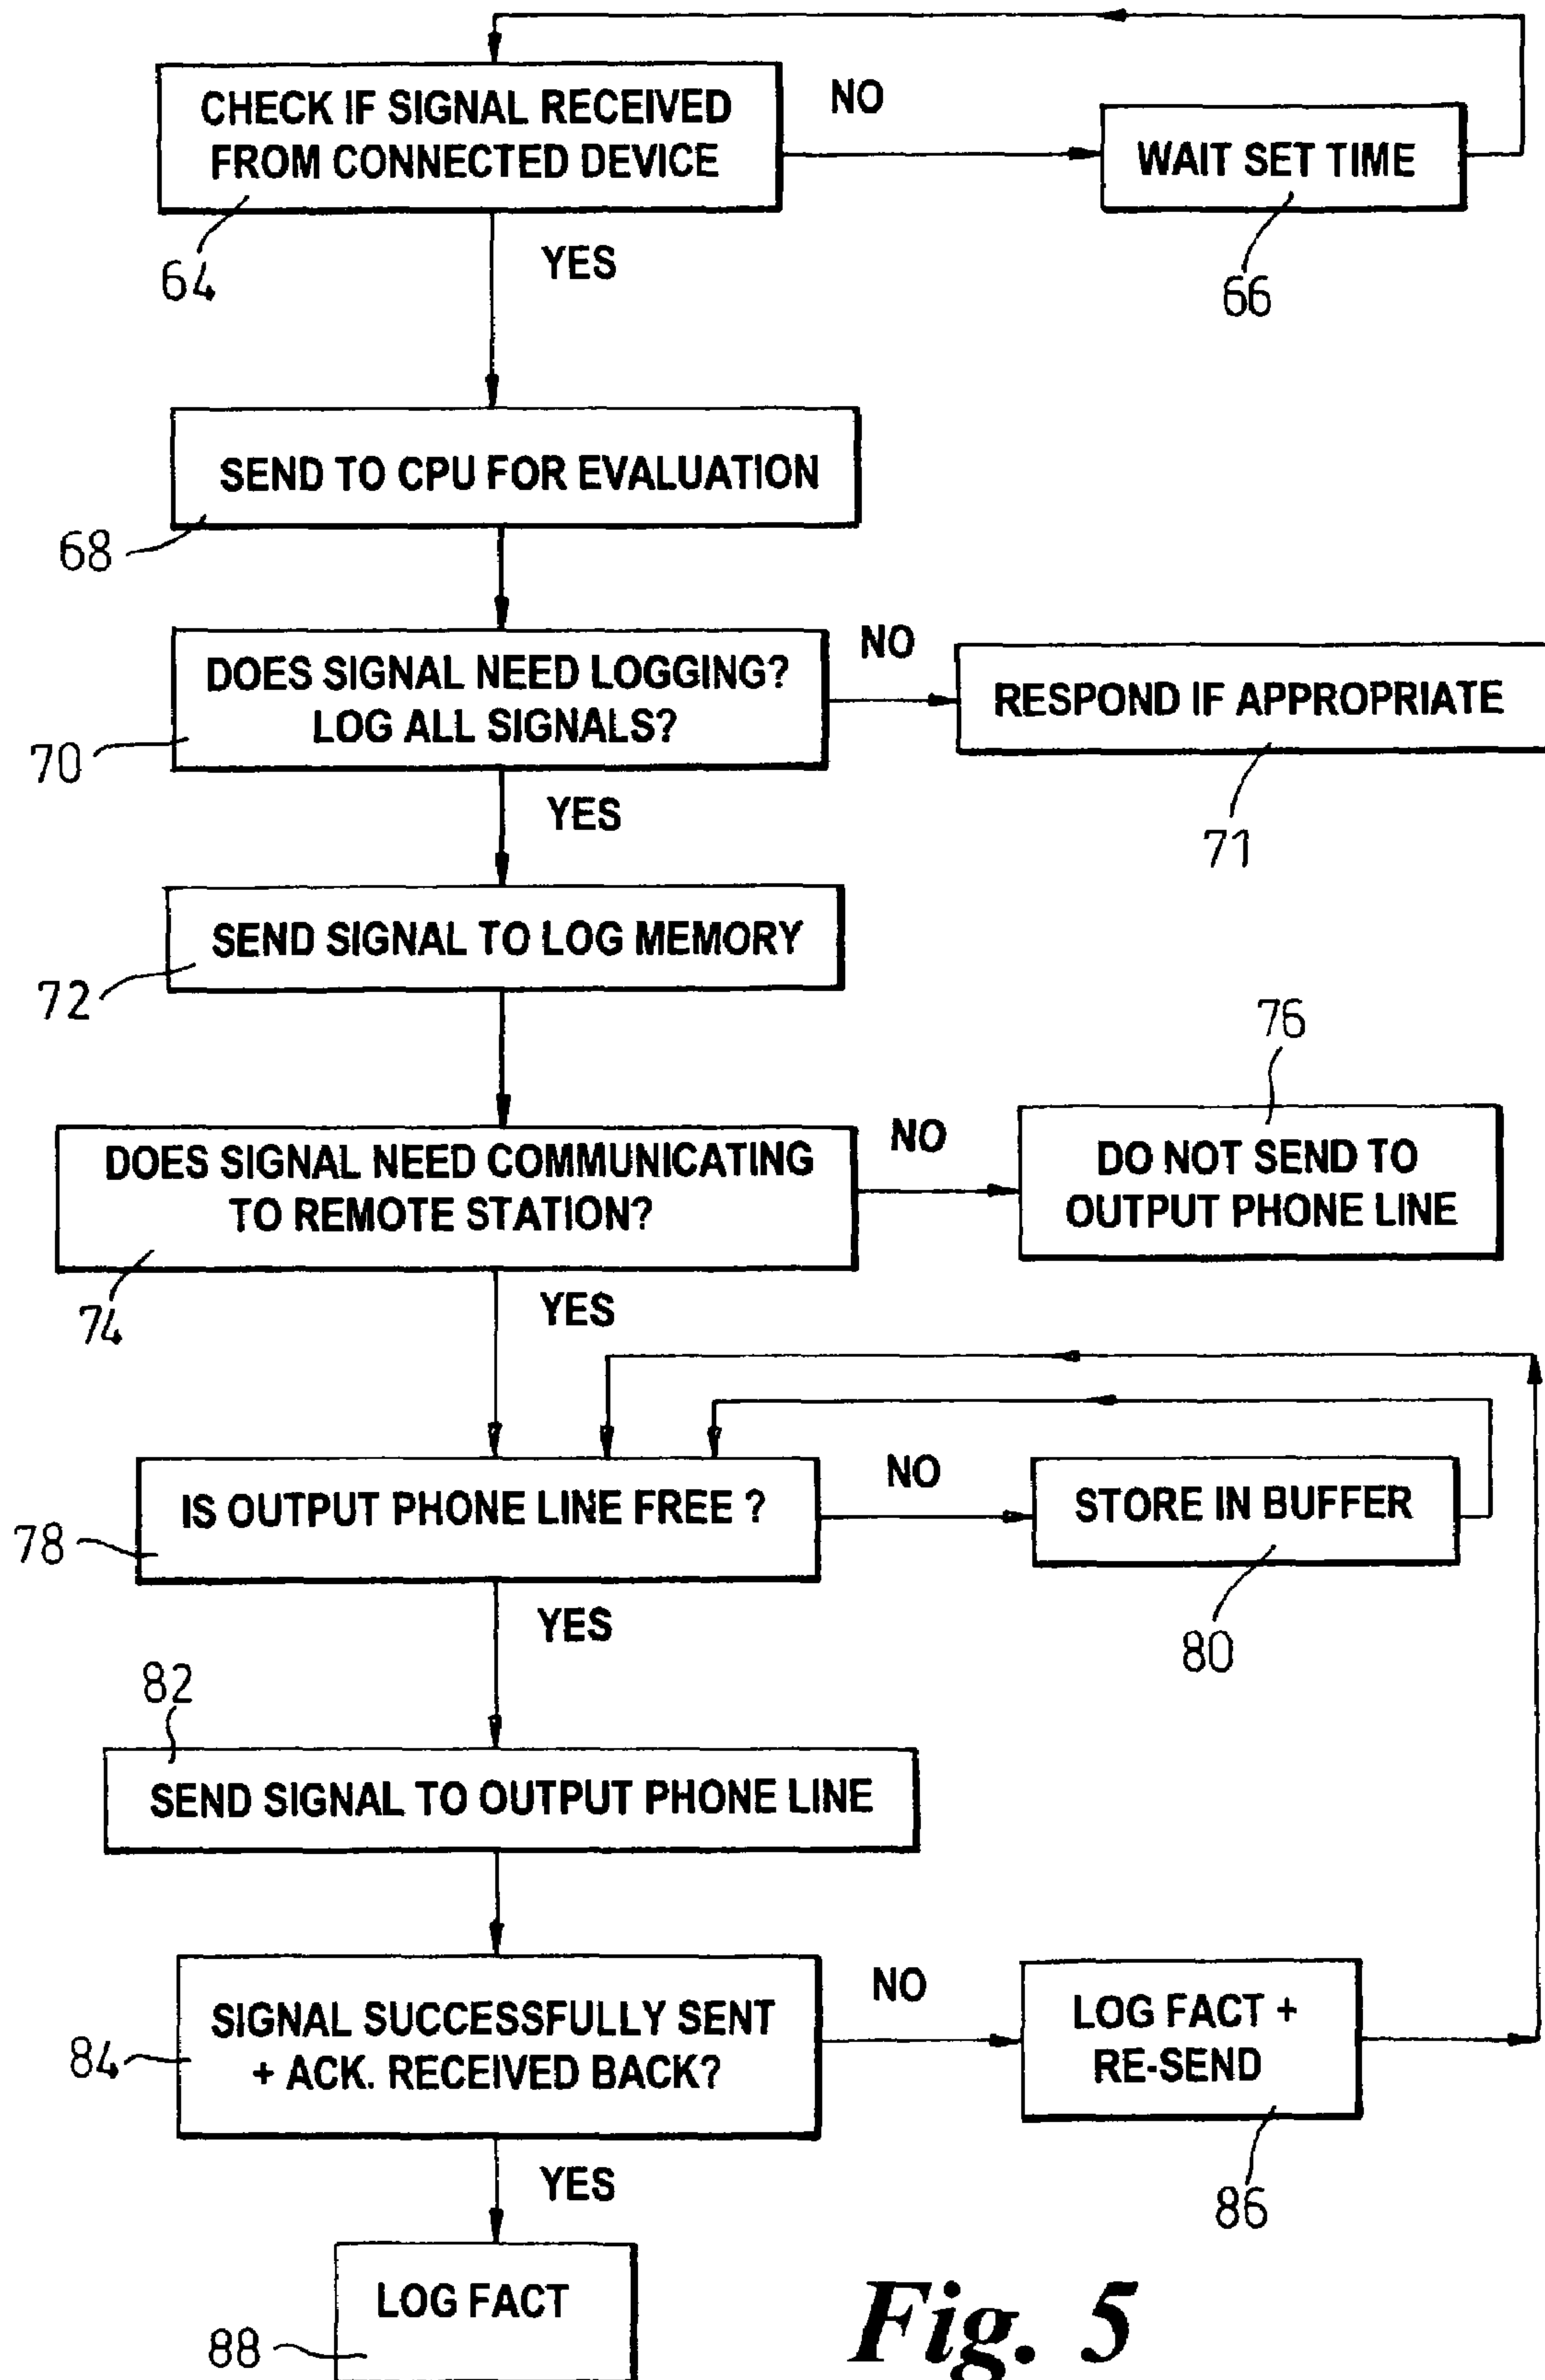 CHECK IF SIGNAL RECEIVED
FROM CONNECTED DEVICE
64
NO
WAIT SET TIME
66
YES
SEND TO CPU FOR EVALUATION
68
DOES SIGNAL NEED LOGGING?
LOG ALL SIGNALS?
70
NO
RESPOND IF APPROPRIATE
71
YES
SEND SIGNAL TO LOG MEMORY
72
DOES SIGNAL NEED COMMUNICATING
TO REMOTE STATION?
74
NO
76
DO NOT SEND TO
OUTPUT PHONE LINE
YES
IS OUTPUT PHONE LINE FREE ?
78
NO
STORE IN BUFFER
80
YES
82
SEND SIGNAL TO OUTPUT PHONE LINE
SIGNAL SUCCESSFULLY SENT
+ ACK. RECEIVED BACK?
84
NO
LOG FACT +
RE-SEND
86
YES
LOG FACT
88
Fig. 5